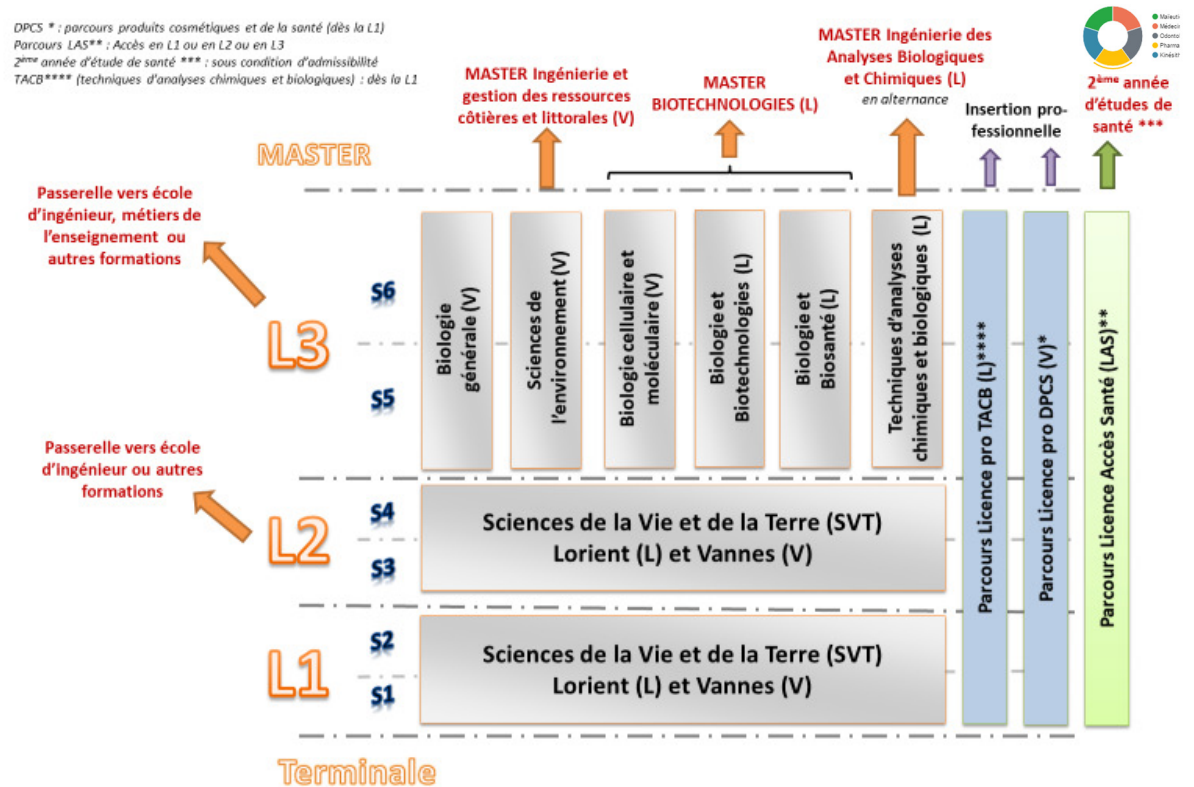 DPCS * : parcours produits cosmétiques et de la santé (dès la L1)
Parcours LAS** : Accès en L1 ou en L2 ou en L3
2ème année d'étude de santé *** : sous condition d'admissibilité
TACB**** (techniques d'analyses chimiques et biologiques) : dès la L1
MASTER Ingénierie et
gestion des ressources
côtières et littorales (V)
MASTER
BIOTECHNOLOGIES (L)
MASTER Ingénierie des
Analyses Biologiques
et Chimiques (L)
en alternance
Insertion pro-
fessionnelle
2ème année
d'études de
santé ***
MASTER
Passerelle vers école
d'ingénieur, métiers de
l'enseignement ou
autres formations
L3
S6
S5
Biologie
générale (V)
Sciences de
l'environnement (V)
Biologie cellulaire et
moléculaire (V)
Biologie et
Biotechnologies (L)
Biologie et
Biosanté (L)
Techniques d'analyses
chimiques et biologiques (L)
Parcours Licence pro TACB (L)****
Parcours Licence pro DPCS (V)*
Parcours Licence Accès Santé (LAS)**
Passerelle vers école
d'ingénieur ou autres
formations
L2
S4
S3
Sciences de la Vie et de la Terre (SVT)
Lorient (L) et Vannes (V)
L1
S2
S1
Sciences de la Vie et de la Terre (SVT)
Lorient (L) et Vannes (V)
Terminale